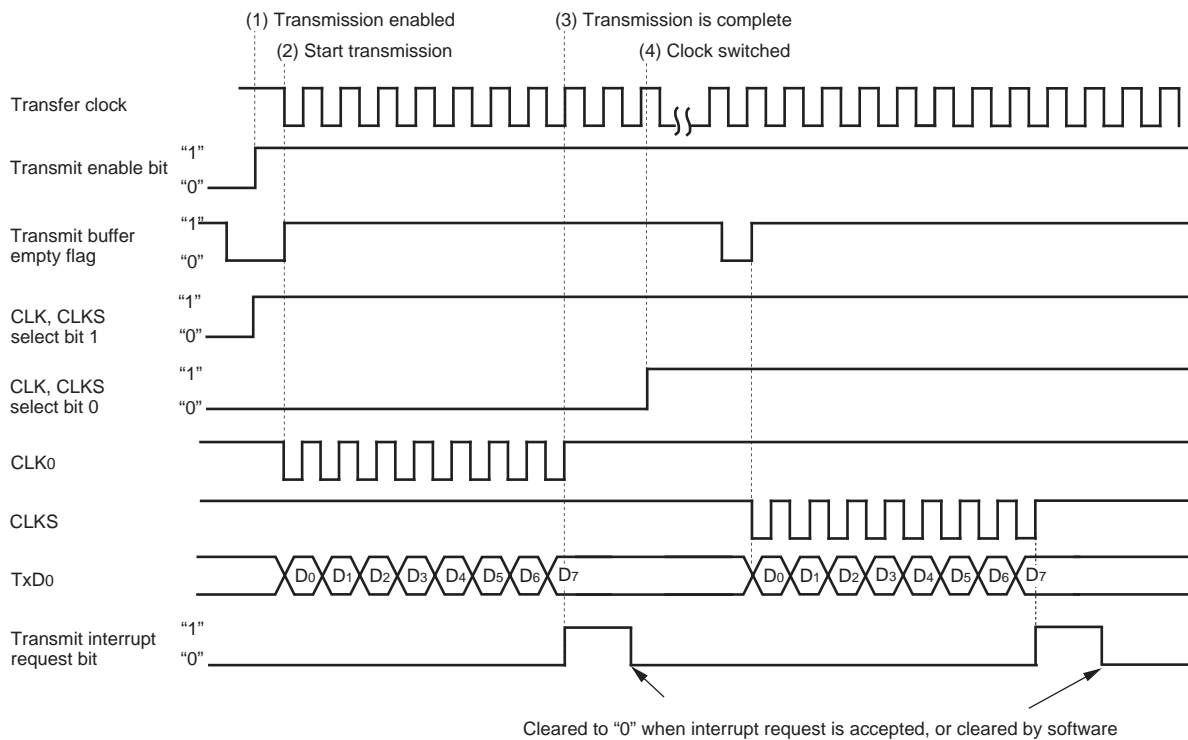 (1) Transmission enabled
(3) Transmission is complete
(2) Start transmission
(4) Clock switched
Transfer clock
Transmit enable bit
“1”
“0”
Transmit buffer
empty flag
“1”
“0”
CLK, CLKS
select bit 1
“1”
“0”
CLK, CLKS
select bit 0
“1”
“0”
CLK0
CLKS
TxD0
D0 D1 D2 D3 D4 D5 D6 D7
D0 D1 D2 D3 D4 D5 D6 D7
Transmit interrupt
request bit
“1”
“0”
Cleared to “0” when interrupt request is accepted, or cleared by software